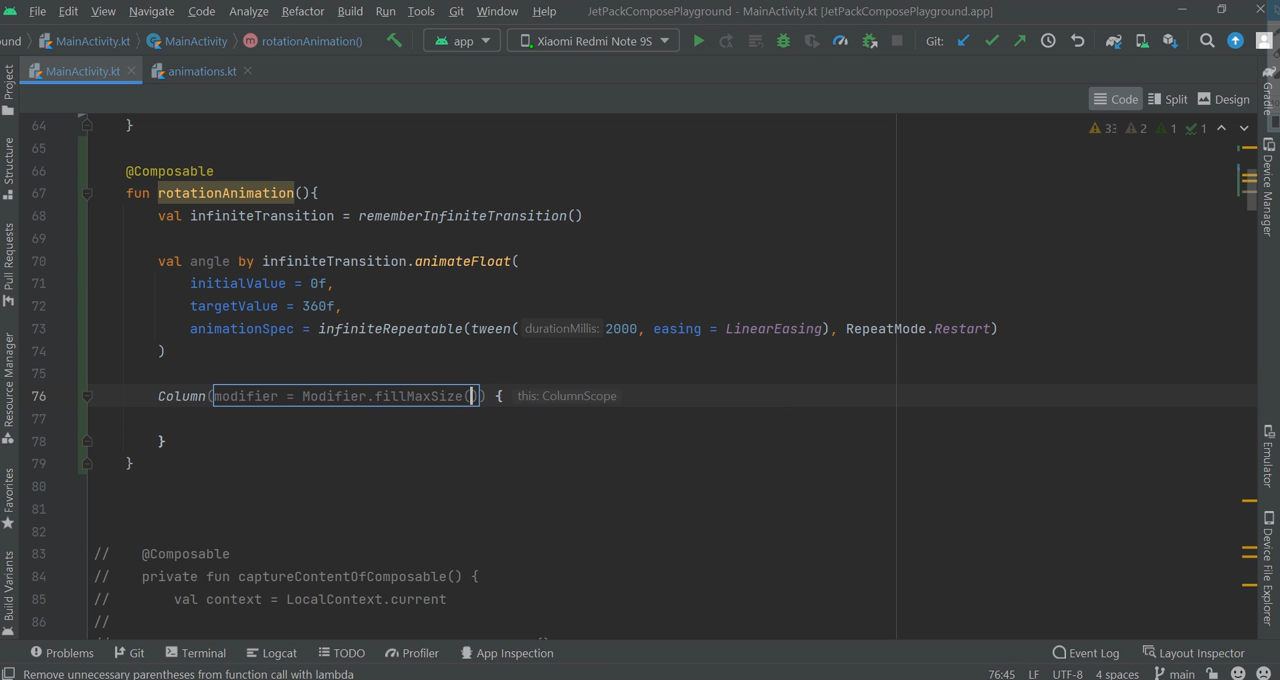 File Edit View Navigate Code Analyze Refactor Build Run Tools Git Window Help JetPackComposePlayground - MainActivity.kt [JetPackComposePlayground.app]
ound MainActivity.kt MainActivity rotationAnimation() app Xiaomi Redmi Note 9S Git:
MainActivity.kt animations.kt
Code Split Design
33 2 1 1
64 }
65
66 @Composable
67 fun rotationAnimation(){
68 val infiniteTransition = rememberInfiniteTransition()
69
70 val angle by infiniteTransition.animateFloat(
71 initialValue = 0f,
72 targetValue = 360f,
73 animationSpec = infiniteRepeatable(tween( durationMillis: 2000, easing = LinearEasing), RepeatMode.Restart)
74 )
75
76 Column(modifier = Modifier.fillMaxSize()) { this: ColumnScope
77
78 }
79 }
80
81
82
83 // @Composable
84 // private fun captureContentOfComposable() {
85 // val context = LocalContext.current
86 //
Project
Structure
Pull Requests
Resource Manager
Favorites
Build Variants
Gradle
Device Manager
Emulator
Device File Explorer
Problems Git Terminal Logcat TODO Profiler App Inspection Event Log Layout Inspector
Remove unnecessary parentheses from function call with lambda 76:45 LF UTF-8 4 spaces main